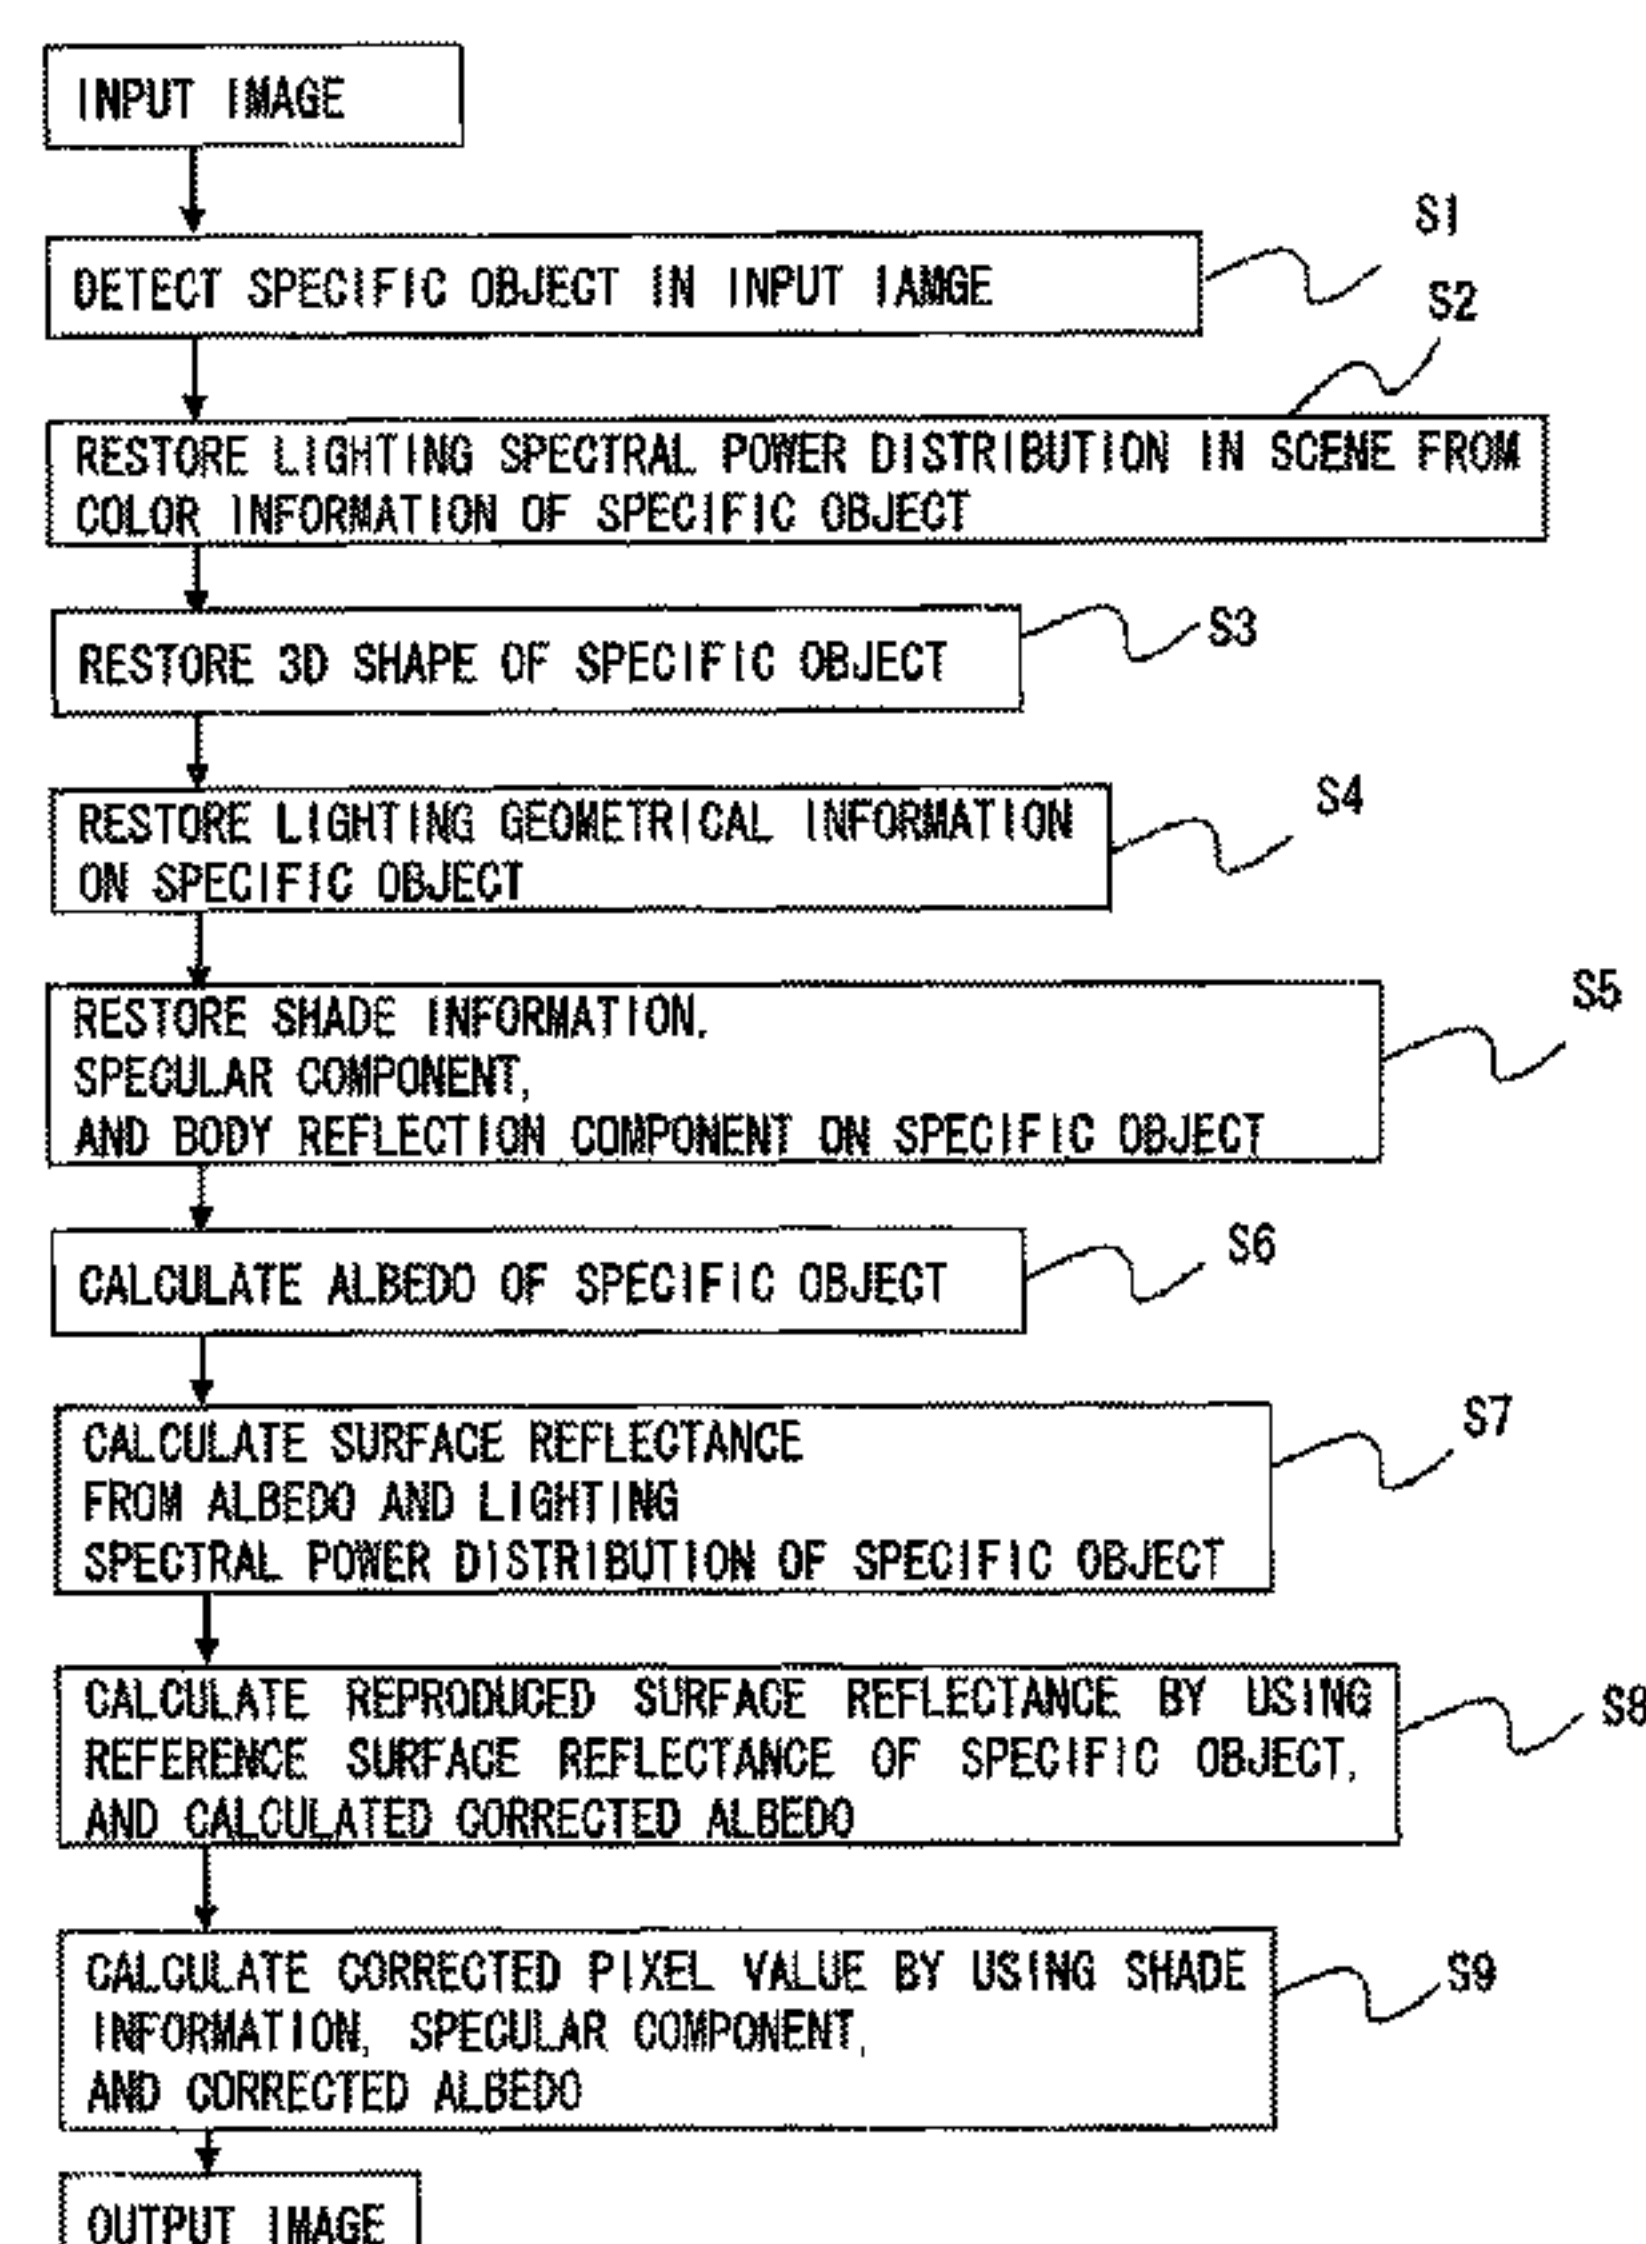 INPUT IMAGE
S1
DETECT SPECIFIC OBJECT IN INPUT IAMGE
S2
RESTORE LIGHTING SPECTRAL POWER DISTRIBUTION IN SCENE FROM
COLOR INFORMATION OF SPECIFIC OBJECT
S3
RESTORE 3D SHAPE OF SPECIFIC OBJECT
S4
RESTORE LIGHTING GEOMETRICAL INFORMATION
ON SPECIFIC OBJECT
S5
RESTORE SHADE INFORMATION,
SPECULAR COMPONENT,
AND BODY REFLECTION COMPONENT ON SPECIFIC OBJECT
S6
CALCULATE ALBEDO OF SPECIFIC OBJECT
S7
CALCULATE SURFACE REFLECTANCE
FROM ALBEDO AND LIGHTING
SPECTRAL POWER DISTRIBUTION OF SPECIFIC OBJECT
S8
CALCULATE REPRODUCED SURFACE REFLECTANCE BY USING
REFERENCE SURFACE REFLECTANCE OF SPECIFIC OBJECT,
AND CALCULATED CORRECTED ALBEDO
S9
CALCULATE CORRECTED PIXEL VALUE BY USING SHADE
INFORMATION, SPECULAR COMPONENT,
AND CORRECTED ALBEDO
OUTPUT IMAGE